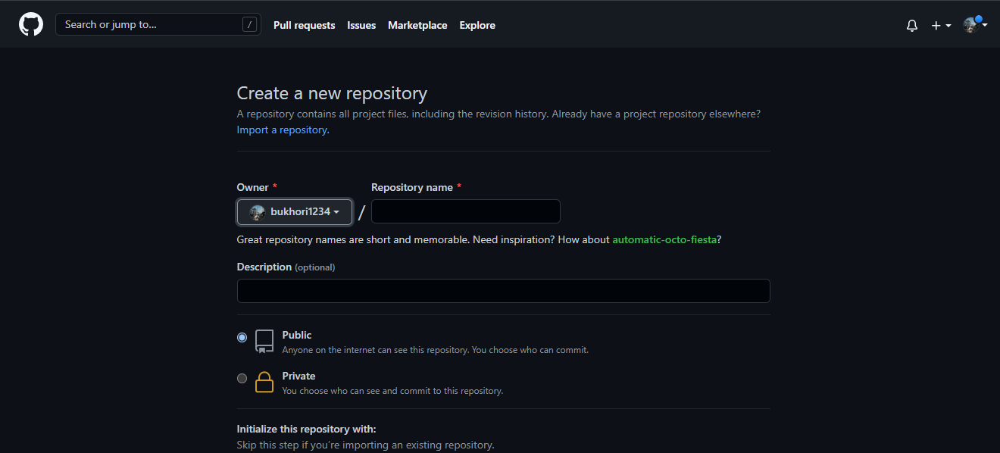 Search or jump to... /
Pull requests Issues Marketplace Explore
Create a new repository
A repository contains all project files, including the revision history. Already have a project repository elsewhere?
Import a repository.
Owner * Repository name *
bukhori1234 /
Great repository names are short and memorable. Need inspiration? How about automatic-octo-fiesta?
Description (optional)
Public
Anyone on the internet can see this repository. You choose who can commit.
Private
You choose who can see and commit to this repository.
Initialize this repository with:
Skip this step if you’re importing an existing repository.